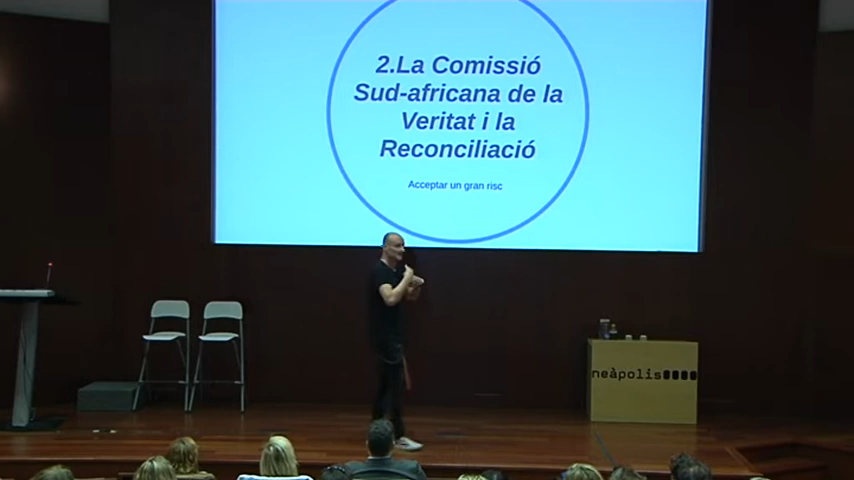 2.La Comissió
Sud-africana de la
Veritat i la
Reconciliació
Acceptar un gran risc
neàpolis